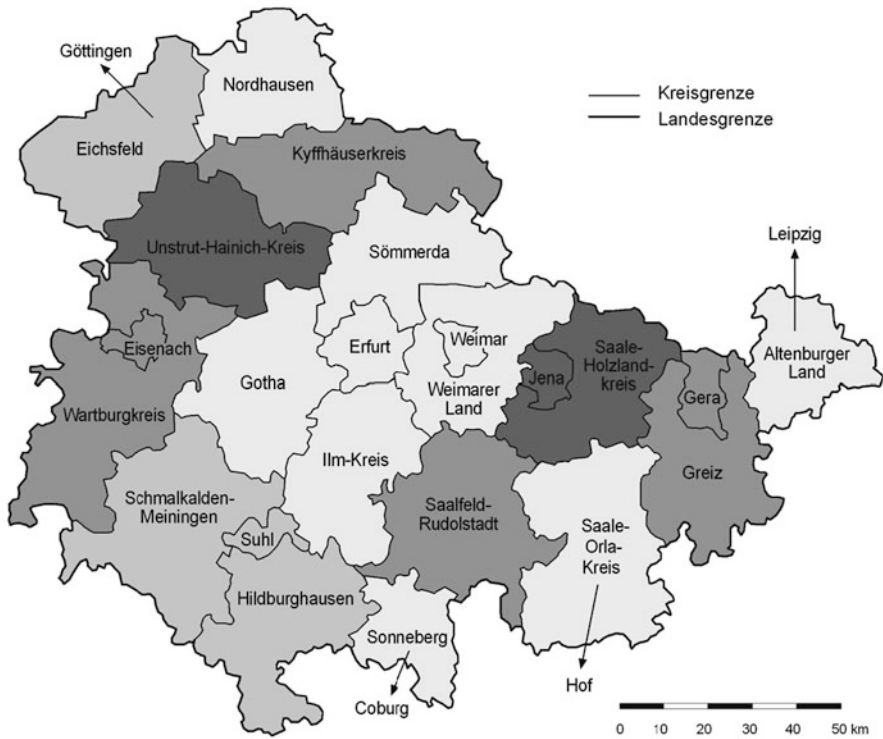 Göttingen
Nordhausen
Kreisgrenze
Landesgrenze
Eichsfeld
Kyffhäuserkreis
Unstrut-Hainich-Kreis
Sömmerda
Leipzig
Eisenach
Erfurt
Weimar
Saale-
Holzland-
kreis
Jena
Altenburger
Land
Gotha
Weimarer
Land
Gera
Wartburgkreis
Ilm-Kreis
Greiz
Schmalkalden-
Meiningen
Saalfeld-
Rudolstadt
Suhl
Saale-
Orla-
Kreis
Hildburghausen
Sonneberg
Hof
Coburg
0 10 20 30 40 50 km